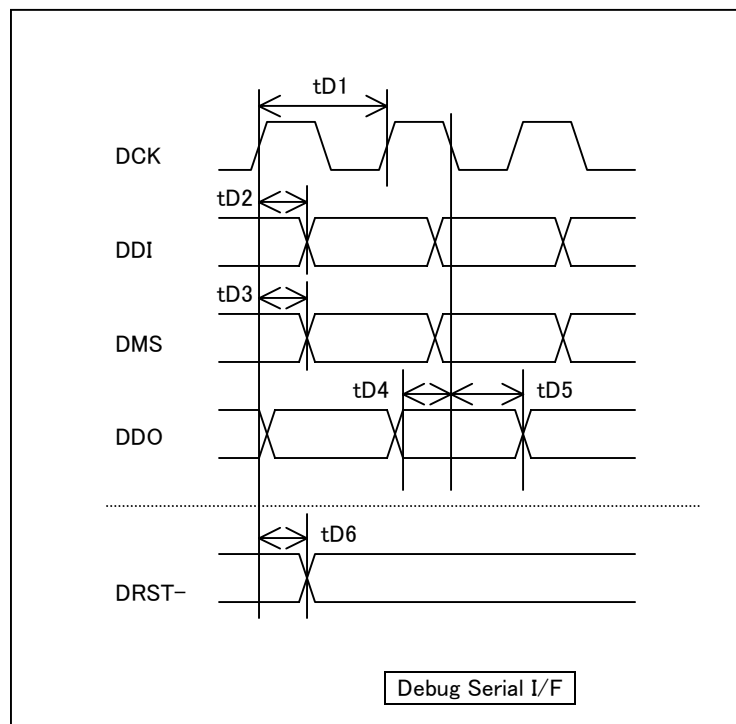 tD1
DCK
tD2
DDI
tD3
DMS
tD4
tD5
DDO
tD6
DRST-
Debug Serial I/F